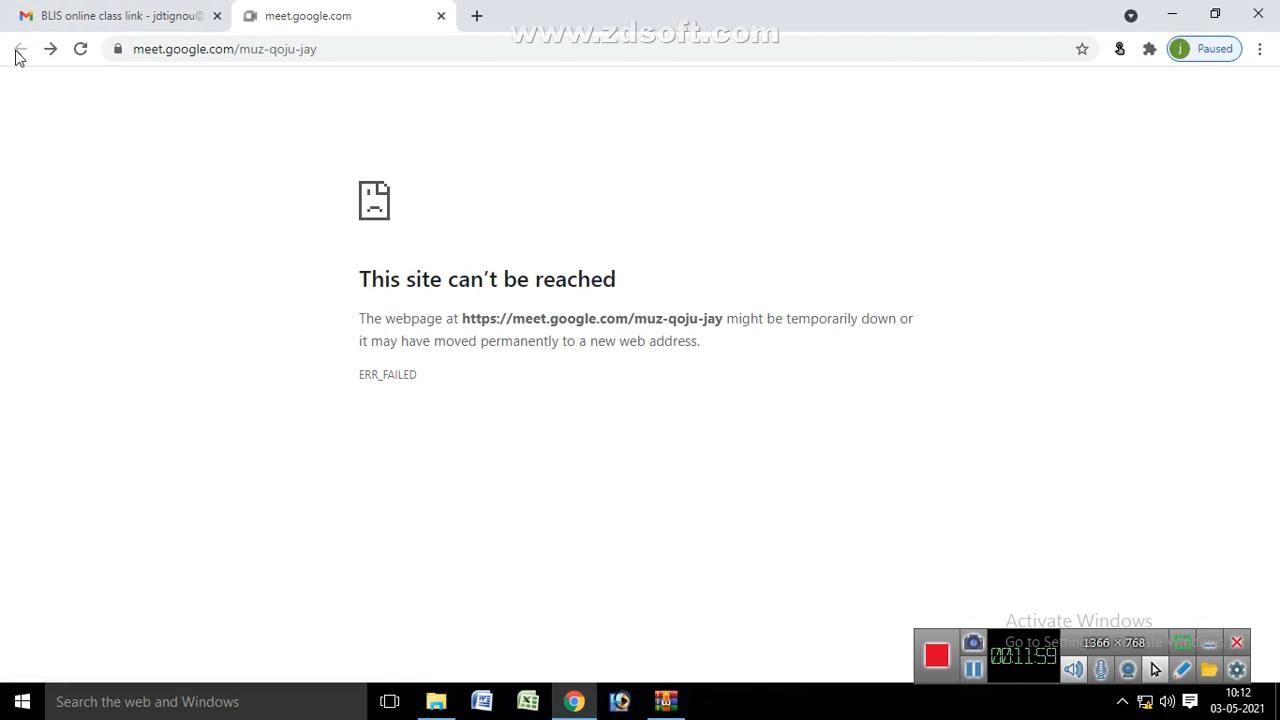 BLIS online class link - jdtignou@
meet.google.com
www.zdsoft.com
meet.google.com/muz-qoju-jay
j
Paused
This site can't be reached
The webpage at https://meet.google.com/muz-qoju-jay might be temporarily down or
it may have moved permanently to a new web address.
ERR_FAILED
Activate Windows
1366 × 768
00:11:59
Search the web and Windows
10:12
03-05-2021